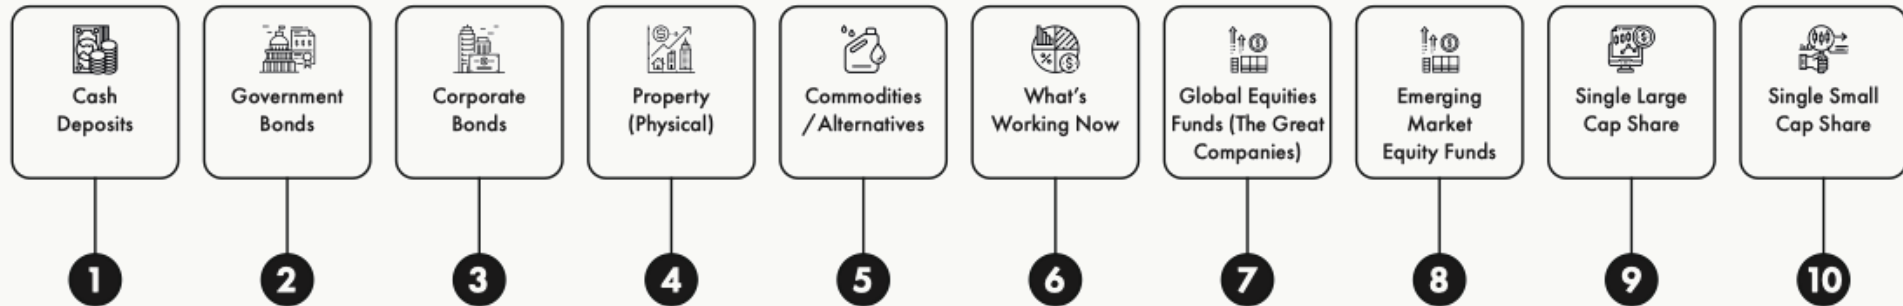 Cash
Deposits
Government
Bonds
Corporate
Bonds
Property
(Physical)
Commodities
/Alternatives
What's
Working Now
Global Equities
Funds (The Great
Companies)
Emerging
Market
Equity Funds
Single Large
Cap Share
Single Small
Cap Share
1
2
3
4
5
6
7
8
9
10